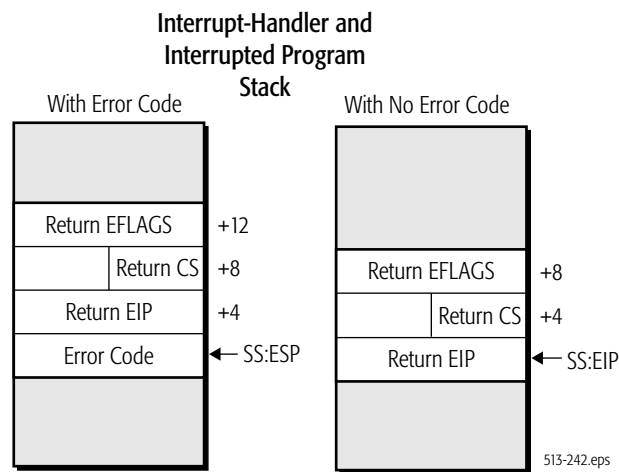 Interrupt-Handler and
Interrupted Program
Stack
With Error Code
Return EFLAGS +12
Return CS +8
Return EIP +4
Error Code SS:ESP
With No Error Code
Return EFLAGS +8
Return CS +4
Return EIP SS:EIP
513-242.eps